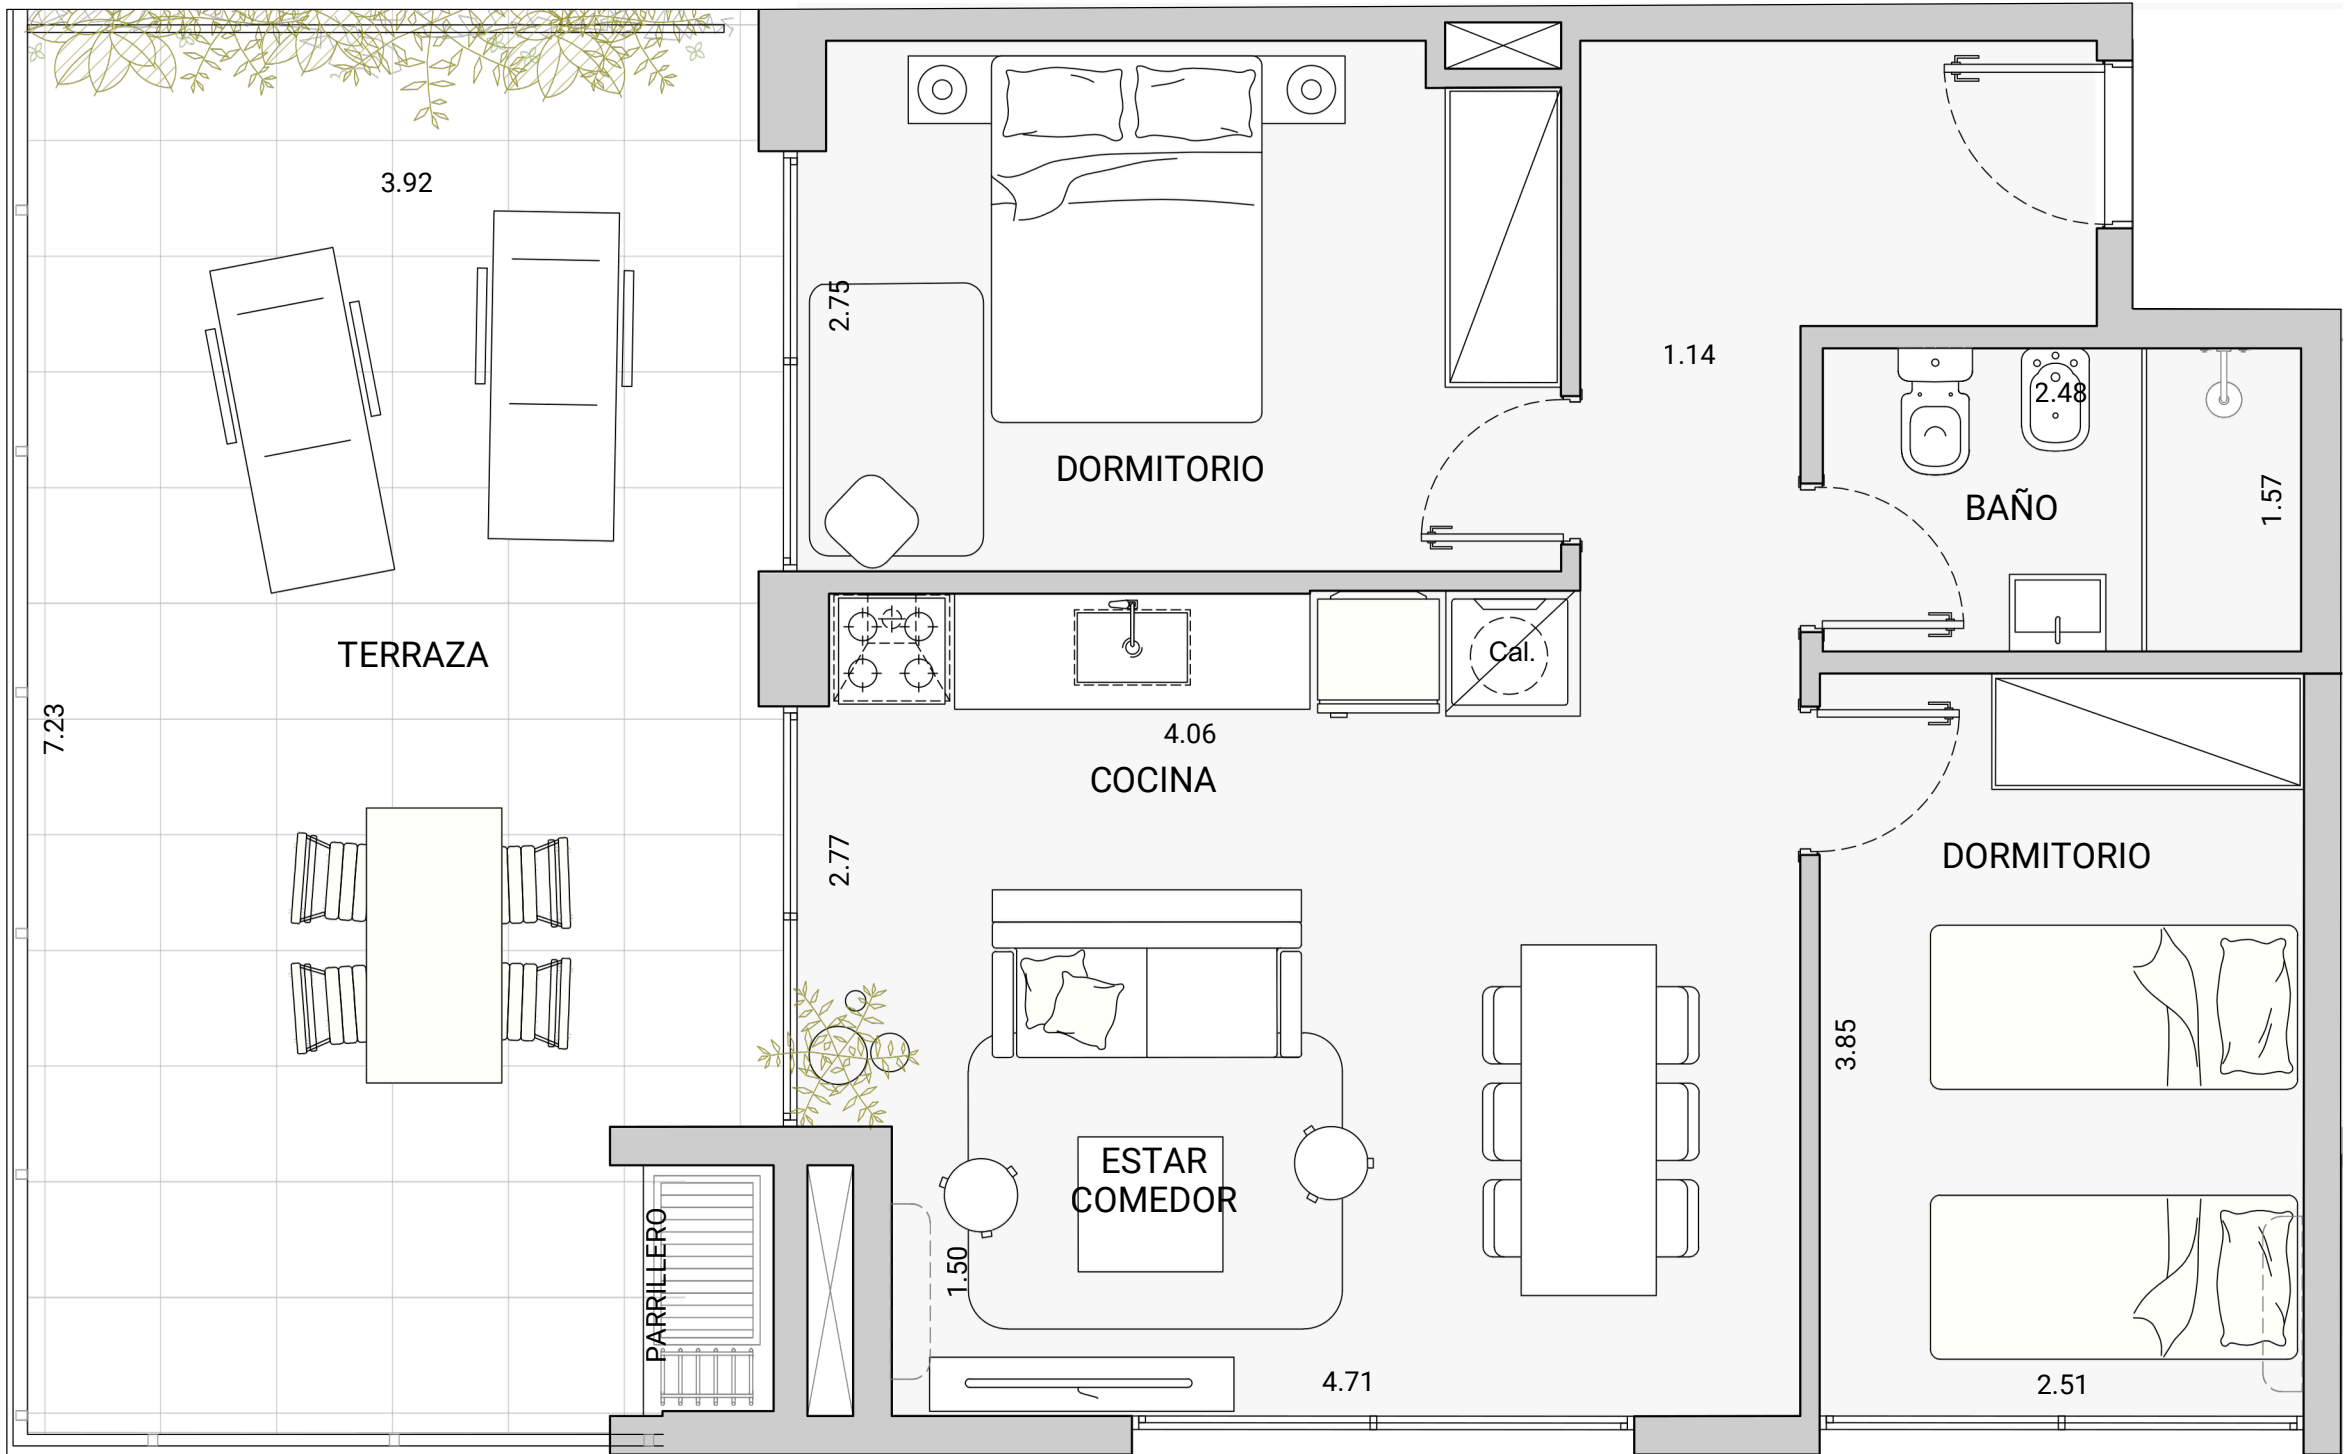 3.92
2.75
1.14
2.48
DORMITORIO
BAÑO
1.57
TERRAZA
Cal.
7.23
4.06
COCINA
2.77
DORMITORIO
3.85
ESTAR
COMEDOR
1.50
PARRILLERO
4.71
2.51